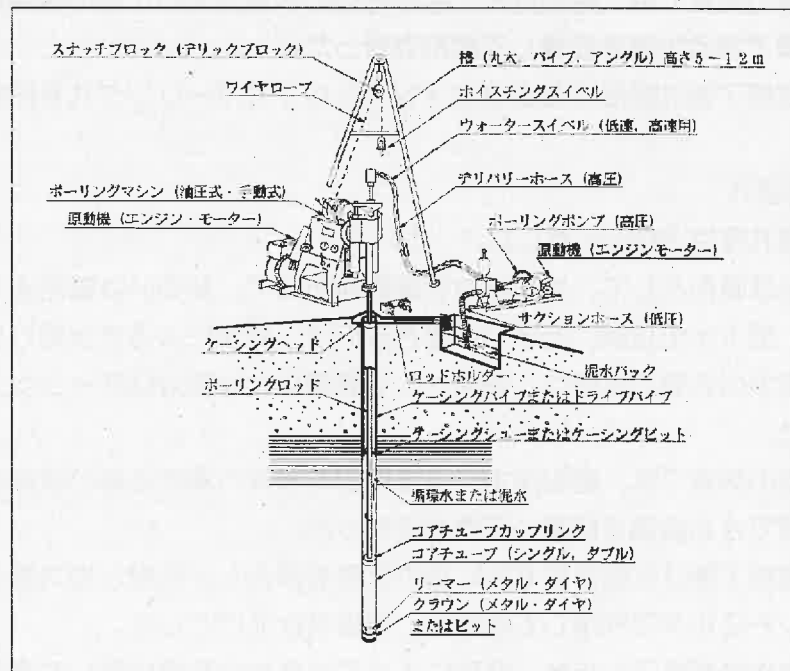 スナッチブロック（デリックブロック）
ワイヤロープ
櫓（丸太，パイプ，アングル）高さ５～１２ｍ
ホイスチングスイベル
ウォータースイベル（低速，高速用）
デリバリーホース（高圧）
ボーリングマシン（油圧式・手動式）
原動機（エンジン・モーター）
ボーリングポンプ（高圧）
原動機（エンジンモーター）
サクションホース（低圧）
ケーシングヘッド
ロッドホルダー
泥水バック
ボーリングロッド
ケーシングパイプまたはドライブパイプ
ケーシングシューまたはケーシングビット
循環水または泥水
コアチューブカップリング
コアチューブ（シングル，ダブル）
リーマー（メタル・ダイヤ）
クラウン（メタル・ダイヤ）
またはビット